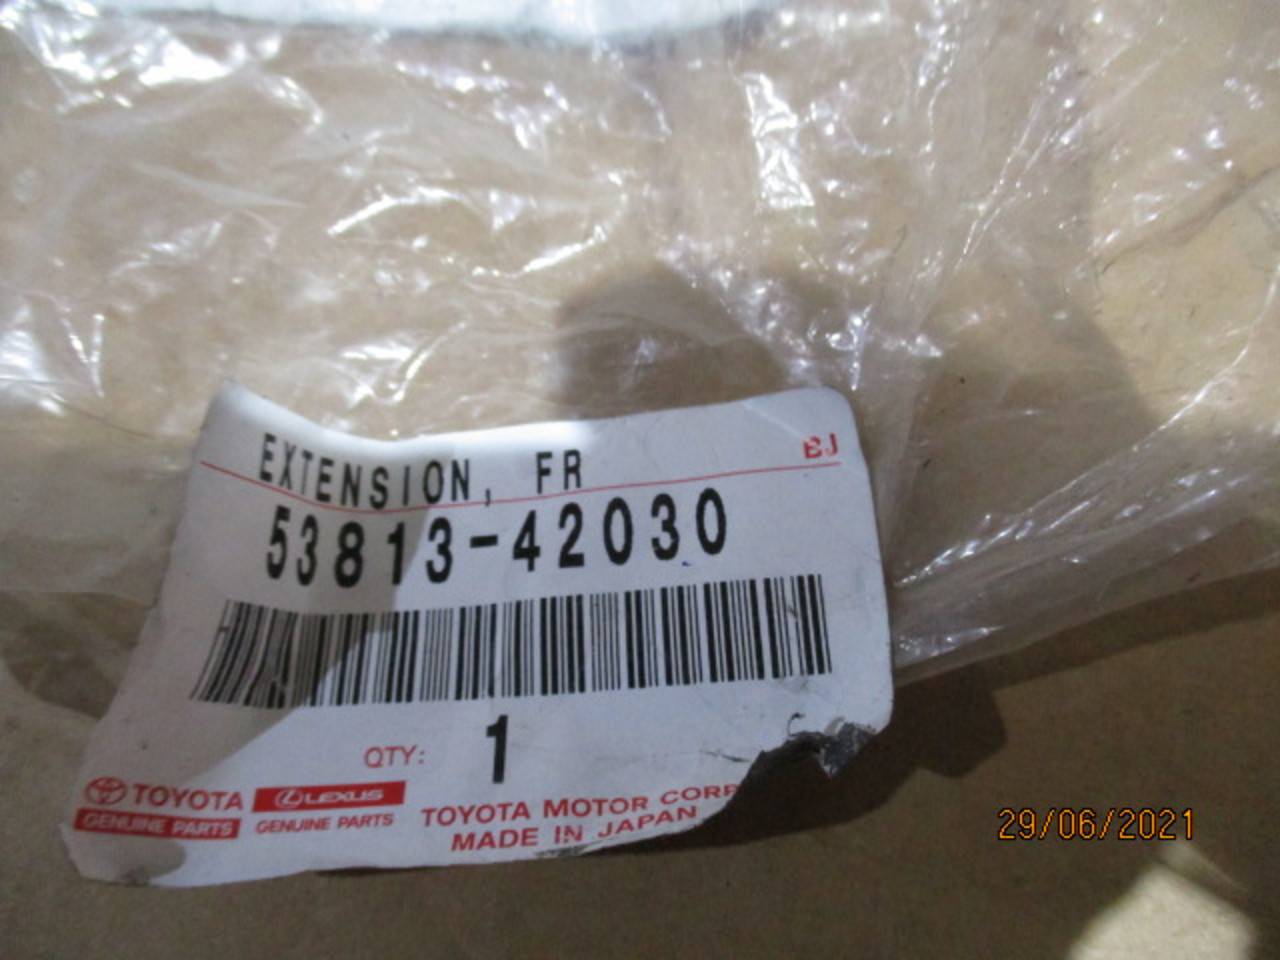 EXTENSION, FR
BJ
53813-42030
QTY: 1
TOYOTA
GENUINE PARTS
LEXUS
GENUINE PARTS
TOYOTA MOTOR CORP
MADE IN JAPAN
29/06/2021